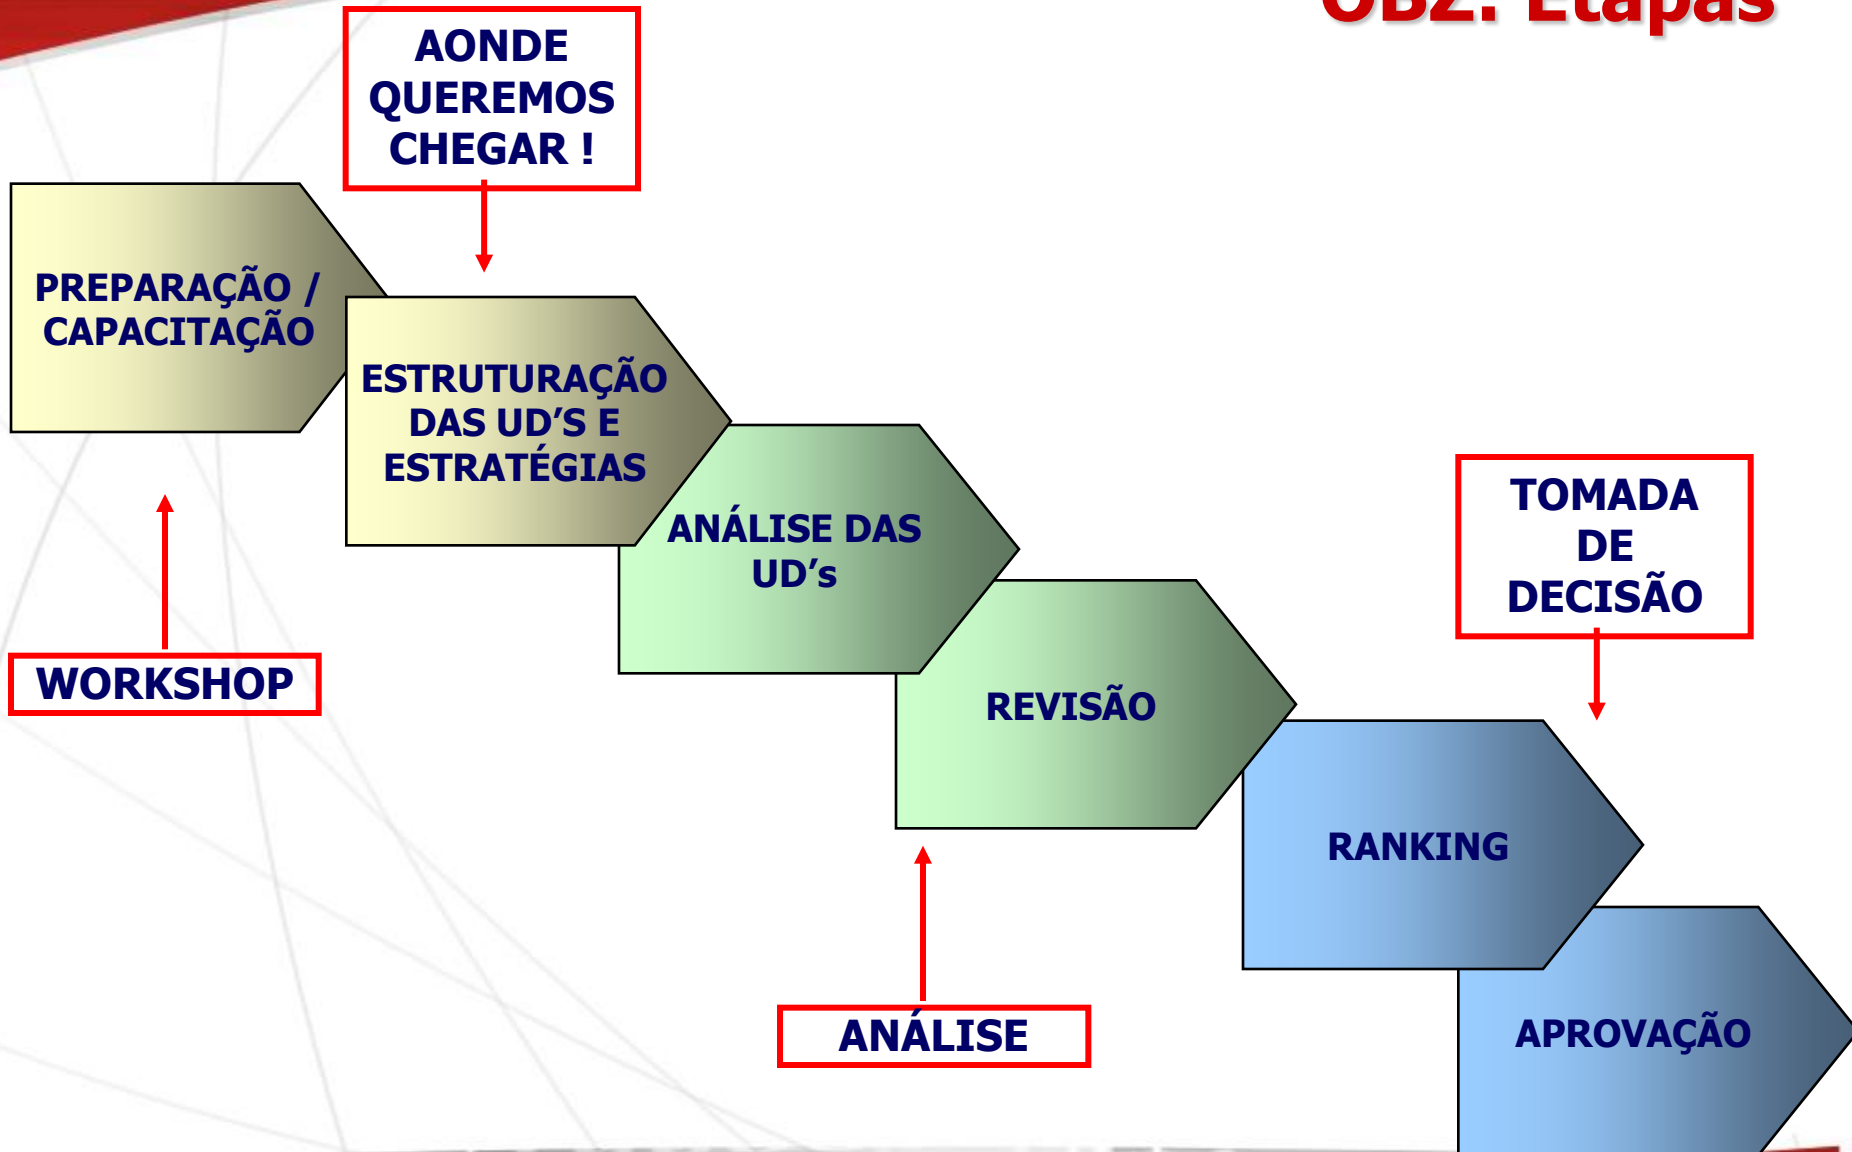 OBZ: Etapas
AONDE
QUEREMOS
CHEGAR !
PREPARAÇÃO /
CAPACITAÇÃO
ESTRUTURAÇÃO
DAS UD’S E
ESTRATÉGIAS
ANÁLISE DAS
UD’s
TOMADA
DE
DECISÃO
WORKSHOP
REVISÃO
RANKING
ANÁLISE
APROVAÇÃO